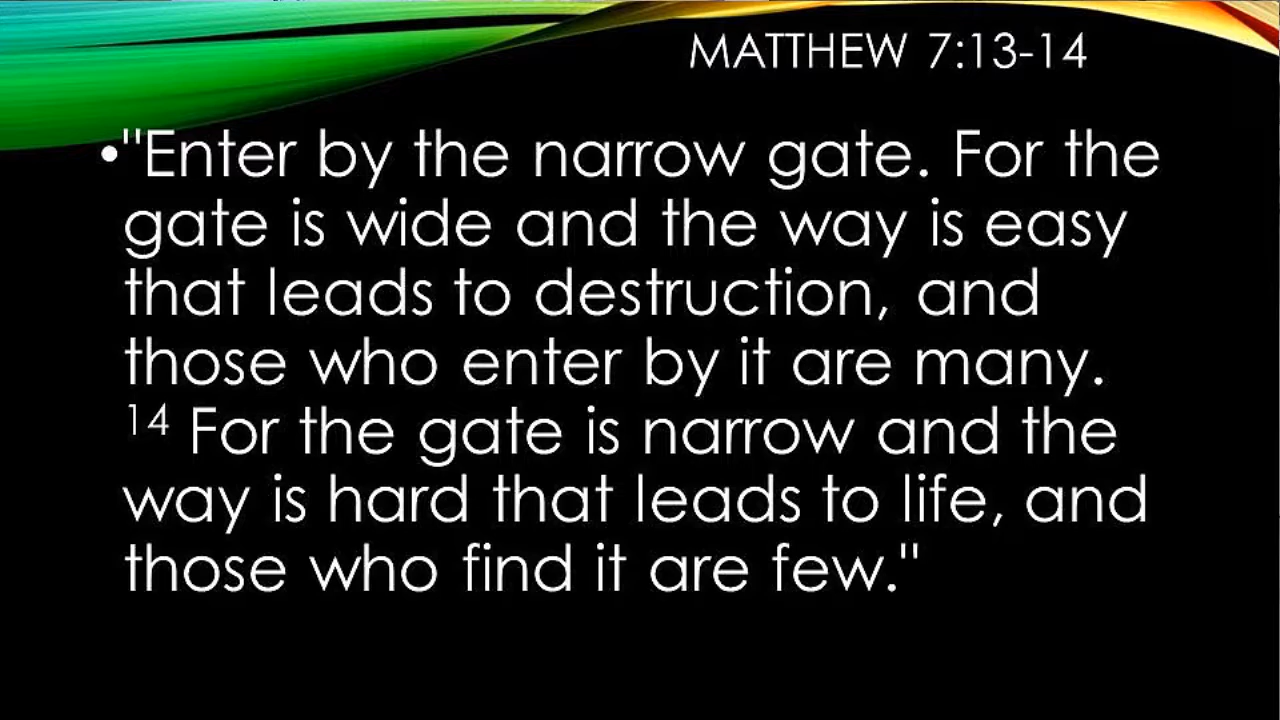 MATTHEW 7:13-14
•"Enter by the narrow gate. For the
gate is wide and the way is easy
that leads to destruction, and
those who enter by it are many.
14 For the gate is narrow and the
way is hard that leads to life, and
those who find it are few."